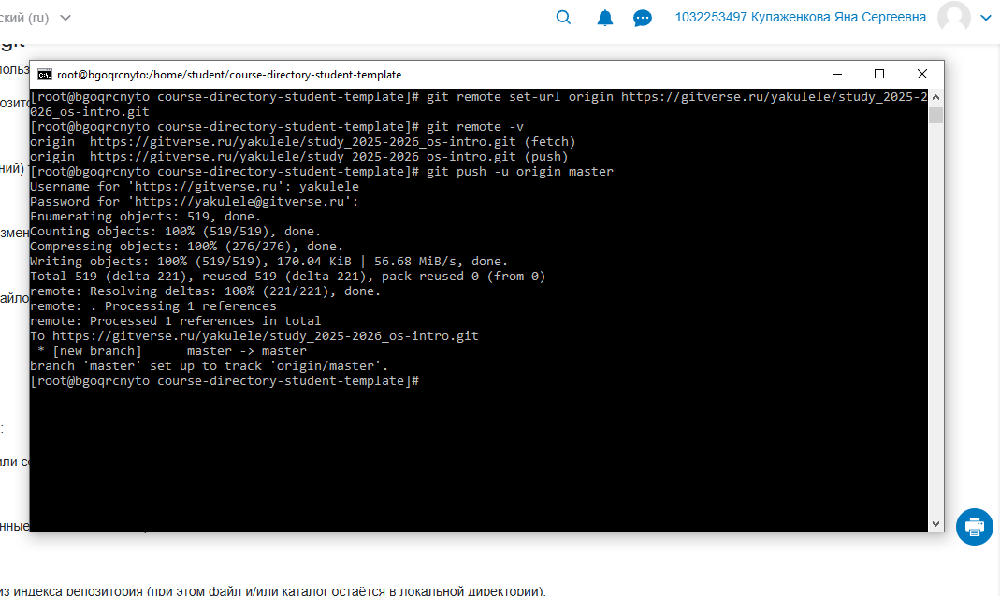 ский (ru)
1032253497 Кулаженкова Яна Сергеевна
git
root@bgoqrcnyto:/home/student/course-directory-student-template
[root@bgoqrcnyto course-directory-student-template]# git remote set-url origin https://gitverse.ru/yakulele/study_2025-2
026_os-intro.git
[root@bgoqrcnyto course-directory-student-template]# git remote -v
origin  https://gitverse.ru/yakulele/study_2025-2026_os-intro.git (fetch)
origin  https://gitverse.ru/yakulele/study_2025-2026_os-intro.git (push)
[root@bgoqrcnyto course-directory-student-template]# git push -u origin master
Username for 'https://gitverse.ru': yakulele
Password for 'https://yakulele@gitverse.ru':
Enumerating objects: 519, done.
Counting objects: 100% (519/519), done.
Compressing objects: 100% (276/276), done.
Writing objects: 100% (519/519), 170.04 KiB | 56.68 MiB/s, done.
Total 519 (delta 221), reused 519 (delta 221), pack-reused 0 (from 0)
remote: Resolving deltas: 100% (221/221), done.
remote: . Processing 1 references
remote: Processed 1 references in total
To https://gitverse.ru/yakulele/study_2025-2026_os-intro.git
 * [new branch]      master -> master
branch 'master' set up to track 'origin/master'.
[root@bgoqrcnyto course-directory-student-template]#
польз
озито
ний)
змен
айло
:
или со
нные
из индекса репозитория (при этом файл и/или каталог остаётся в локальной директории):